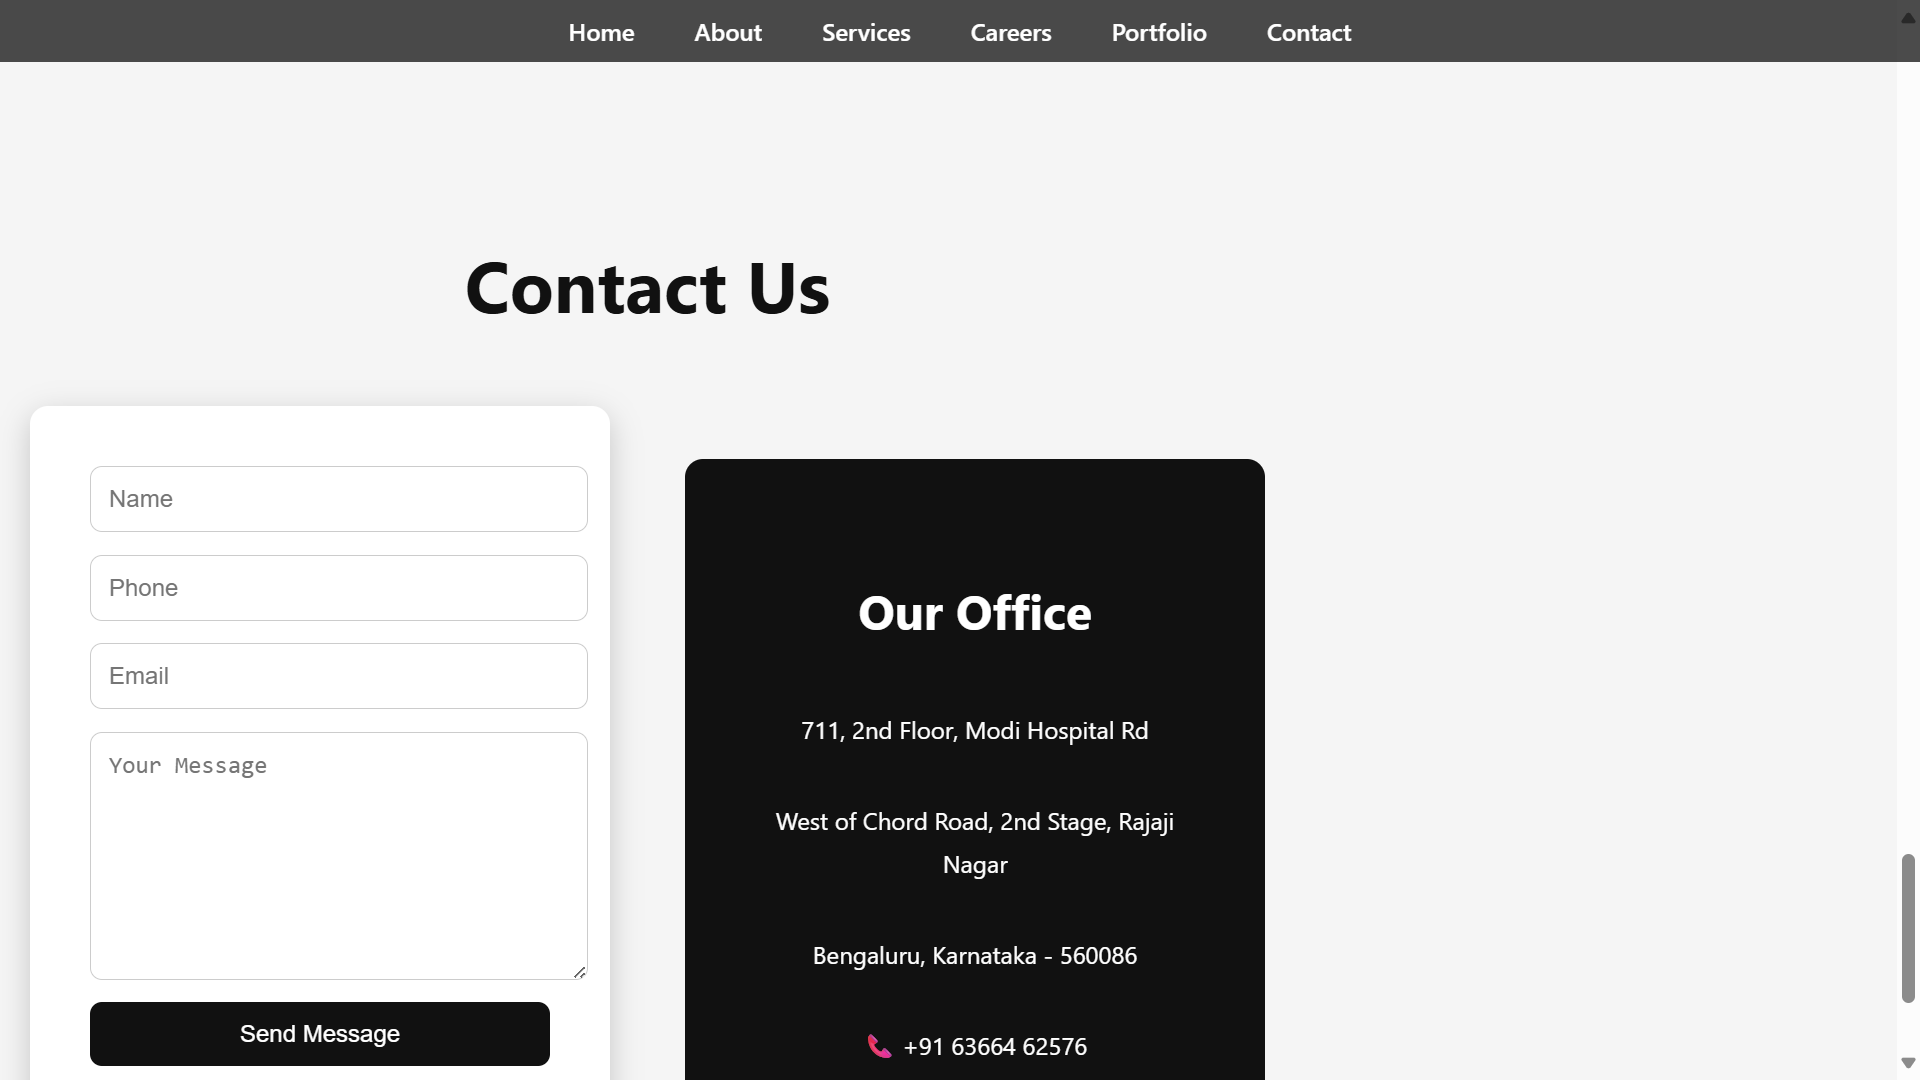 Home
About
Services
Careers
Portfolio
Contact
Contact Us
Name
Phone
Email
Your Message
Send Message
Our Office
711, 2nd Floor, Modi Hospital Rd
West of Chord Road, 2nd Stage, Rajaji
Nagar
Bengaluru, Karnataka - 560086
+91 63664 62576